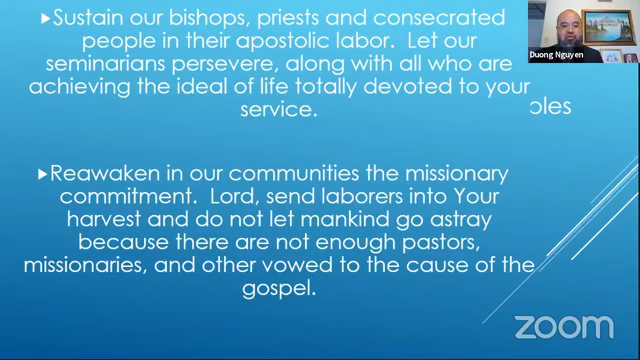 ▶Sustain our bishops, priests and consecrated
people in their apostolic labor. Let our
seminarians persevere, along with all who are
achieving the ideal of life totally devoted to your
service.
▶Reawaken in our communities the missionary
commitment. Lord, send laborers into Your
harvest and do not let mankind go astray
because there are not enough pastors,
missionaries, and other vowed to the cause of the
gospel.
Duong Nguyen
zoom